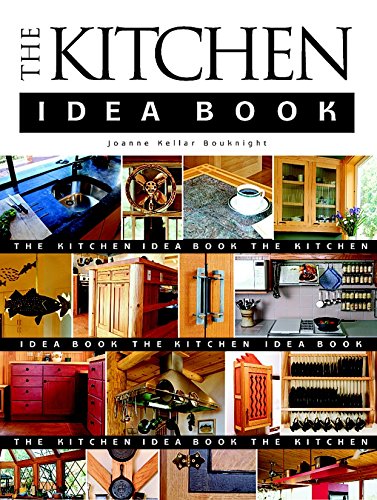 THE KITCHEN
IDEA BOOK
Joanne Kellar Bouknight
THE KITCHEN IDEA BOOK THE KITCHEN
IDEA BOOK THE KITCHEN IDEA BOOK
THE KITCHEN IDEA BOOK THE KITCHEN